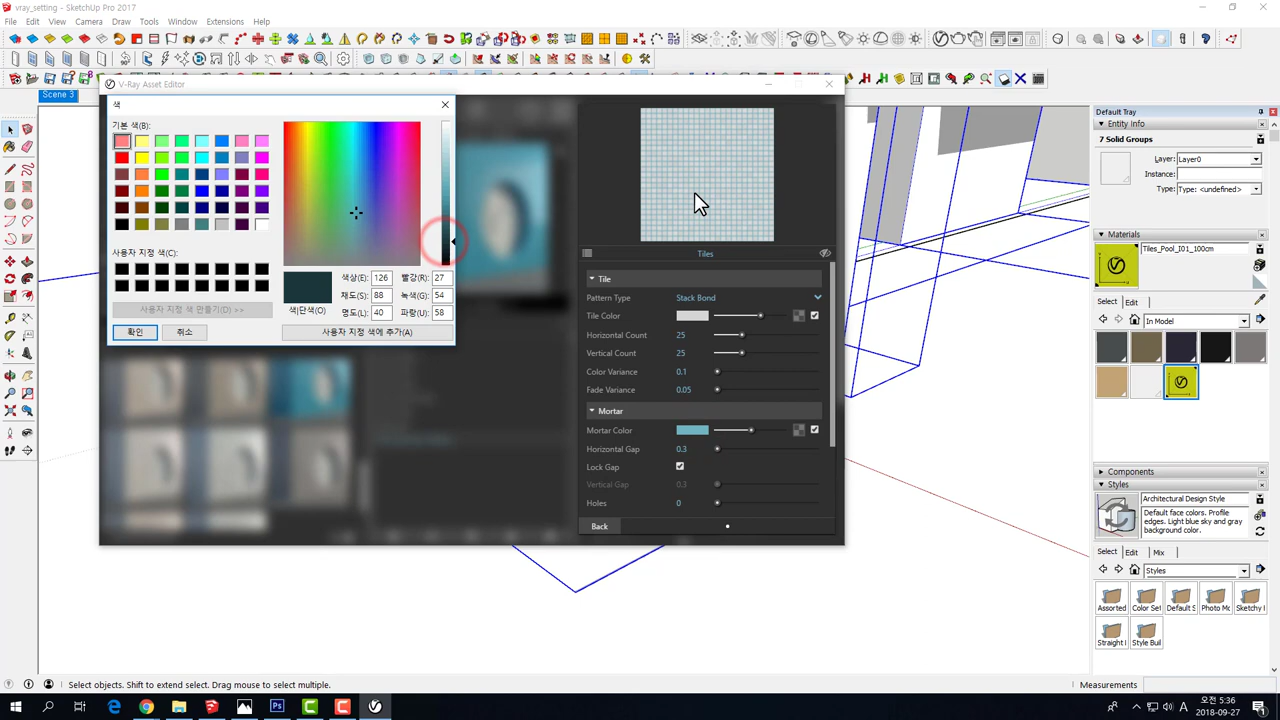 vray_setting - SketchUp Pro 2017
File Edit View Camera Draw Tools Window Extensions Help
Scene 3
V-Ray Asset Editor
색
기본 색(B):
사용자 지정 색(C):
사용자 지정 색 만들기(D) >>
확인
취소
색|단색(O)
색상(E): 126
채도(S): 88
명도(L): 40
빨강(R): 27
녹색(G): 54
파랑(U): 58
사용자 지정 색에 추가(A)
Tiles
Tile
Pattern Type Stack Bond
Tile Color
Horizontal Count 25
Vertical Count 25
Color Variance 0.1
Fade Variance 0.05
Mortar
Mortar Color
Horizontal Gap 0.3
Lock Gap
Vertical Gap 0.3
Holes 0
Back
Default Tray
Entity Info
7 Solid Groups
Layer: Layer0
Instance:
Type: Type: <undefined>
Materials
Tiles_Pool_I01_100cm
Select Edit
In Model
Components
Styles
Architectural Design Style
Default face colors. Profile
edges. Light blue sky and gray
background color.
Select Edit Mix
Styles
Assorted
Color Set
Default S
Photo Mo
Sketchy I
Straight I
Style Buil
Select objects. Shift to extend select. Drag mouse to select multiple.
Measurements
A
오전 5:36
2018-09-27